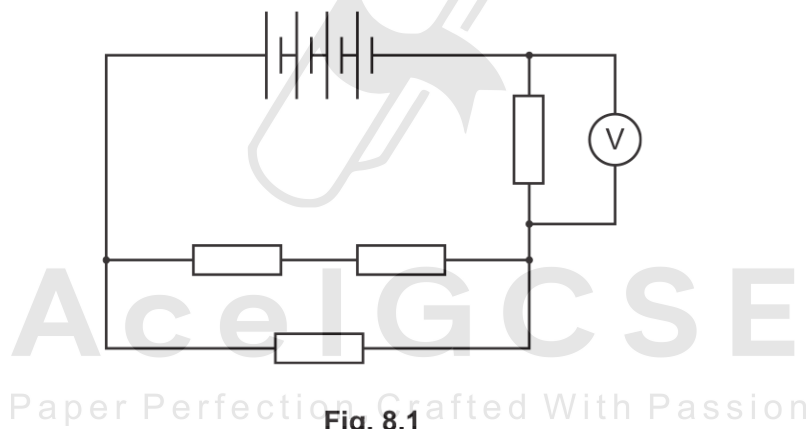 V
AceIGCSE
Paper Perfection, Crafted With Passion
Fig. 8.1